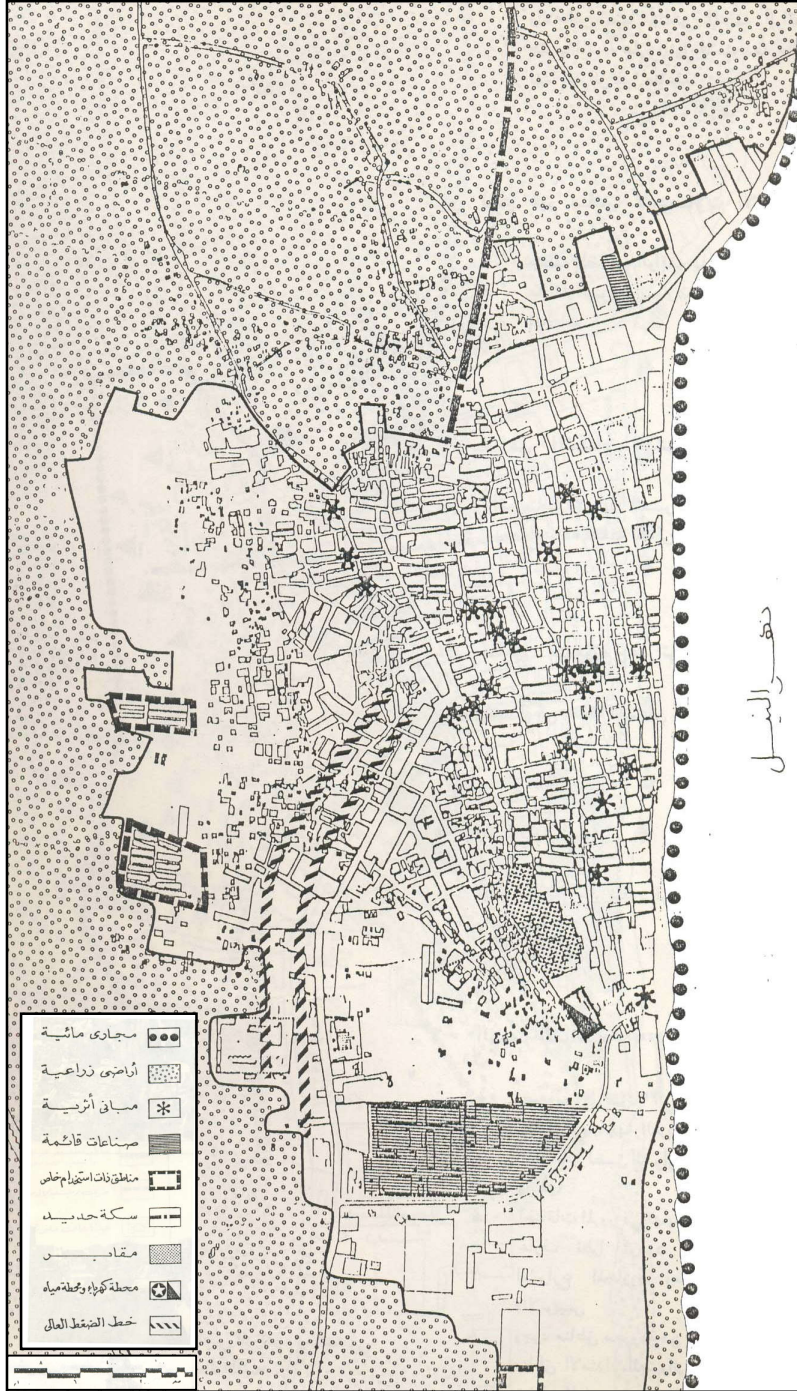 نهر النيل
مجارى مائية
أراضى زراعية
مبانى أثرية
صناعات قائمة
مناطق ذات استخدام خاص
سكة حديد
مقابر
محطة كهرباء ومحطة مياه
خط الضغط العالى